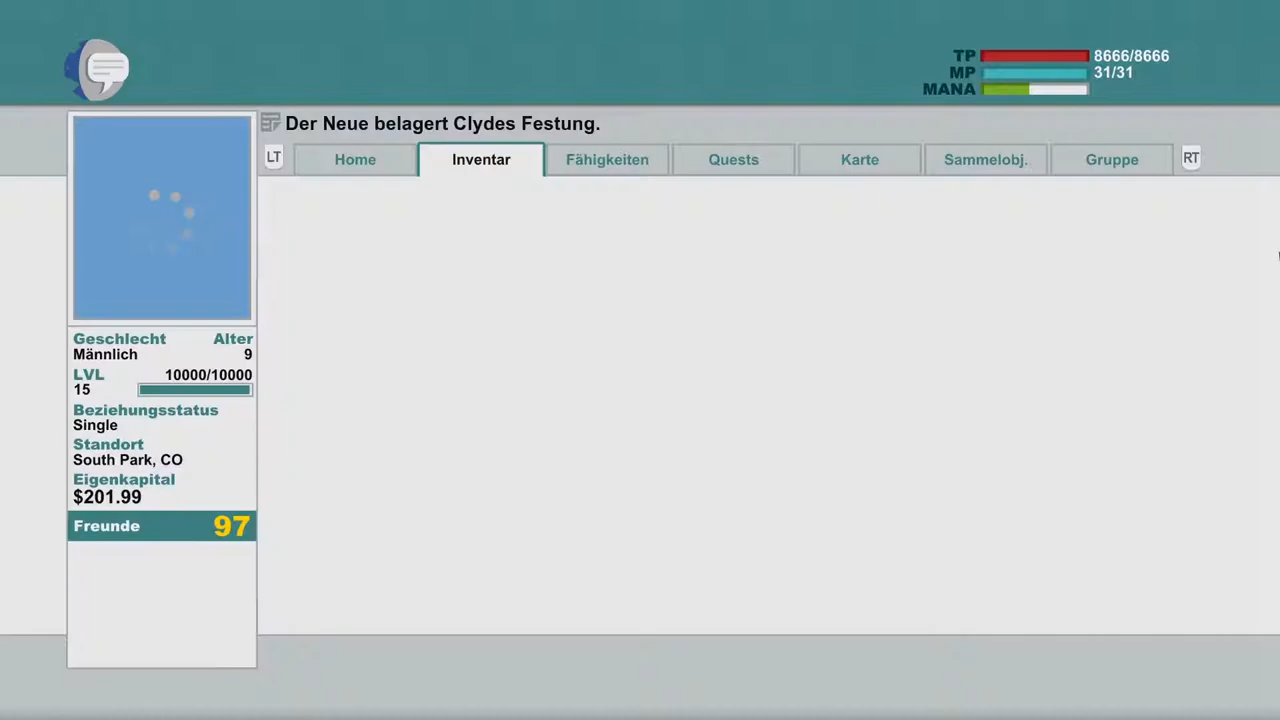 TP 8666/8666
MP 31/31
MANA
Der Neue belagert Clydes Festung.
LT Home Inventar Fähigkeiten Quests Karte Sammelobj. Gruppe RT
Geschlecht Alter
Männlich 9
LVL 10000/10000
15
Beziehungsstatus
Single
Standort
South Park, CO
Eigenkapital
$201.99
Freunde 97